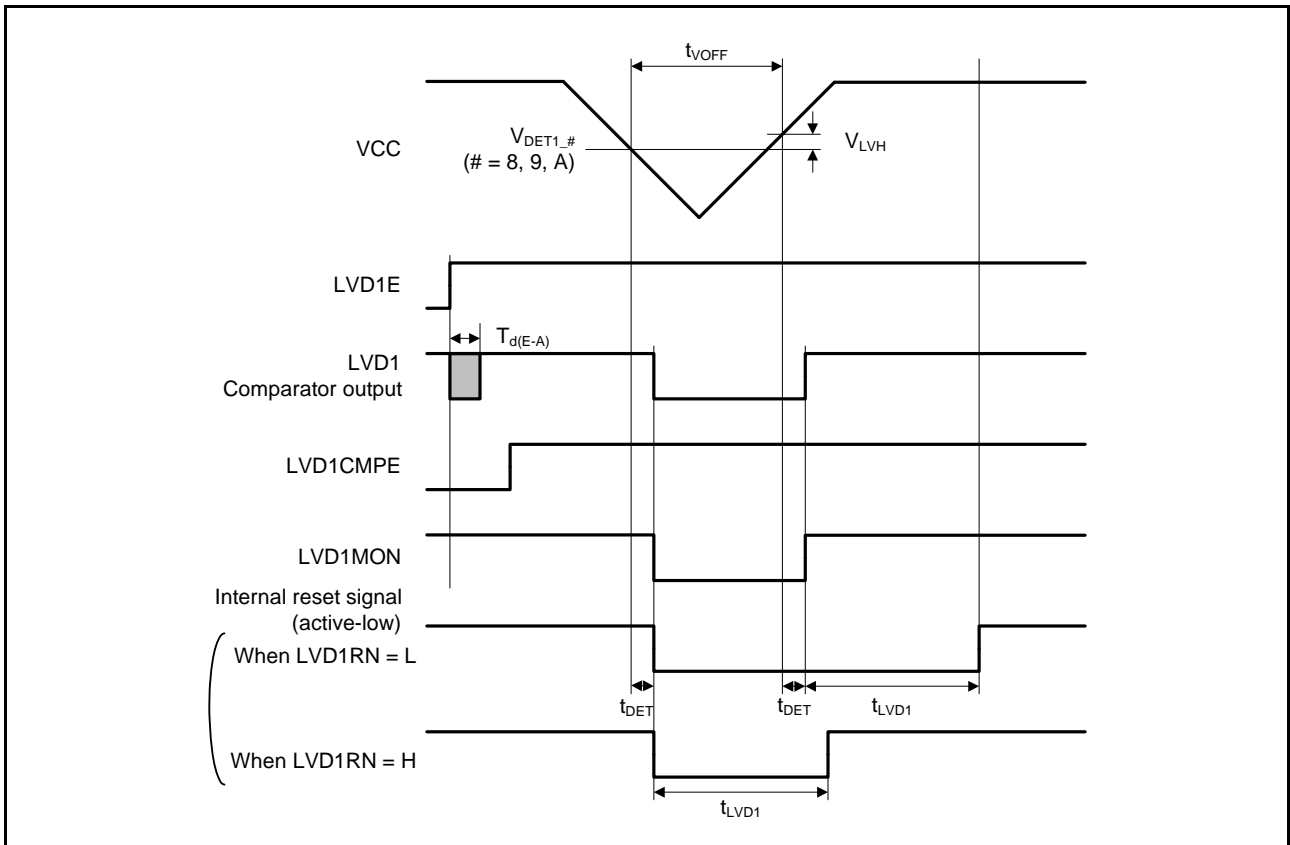 tVOFF
VCC
VDET1_#
(# = 8, 9, A)
VLVH
LVD1E
Td(E-A)
LVD1
Comparator output
LVD1CMPE
LVD1MON
Internal reset signal
(active-low)
When LVD1RN = L
tDET
tDET
tLVD1
When LVD1RN = H
tLVD1